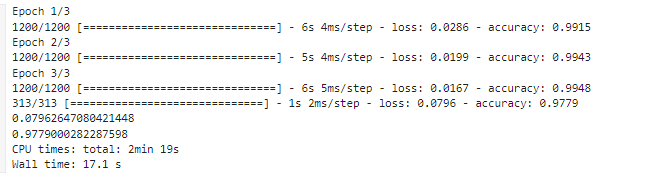 Epoch 1/3
1200/1200 [==============================] - 6s 4ms/step - loss: 0.0286 - accuracy: 0.9915
Epoch 2/3
1200/1200 [==============================] - 5s 4ms/step - loss: 0.0199 - accuracy: 0.9943
Epoch 3/3
1200/1200 [==============================] - 6s 5ms/step - loss: 0.0167 - accuracy: 0.9948
313/313 [==============================] - 1s 2ms/step - loss: 0.0796 - accuracy: 0.9779
0.07962647080421448
0.9779000282287598
CPU times: total: 2min 19s
Wall time: 17.1 s